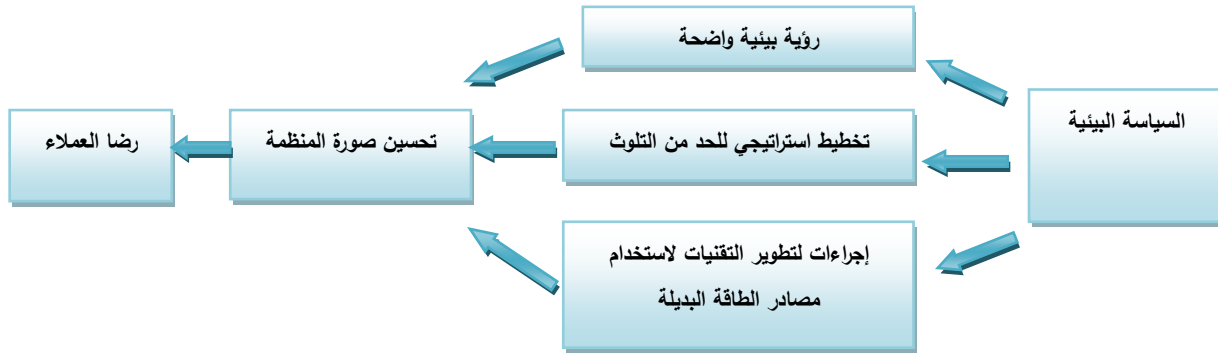 السياسة البيئية
رؤية بيئية واضحة
تخطيط استراتيجي للحد من التلوث
إجراءات لتطوير التقنيات لاستخدام
مصادر الطاقة البديلة
تحسين صورة المنظمة
رضا العملاء